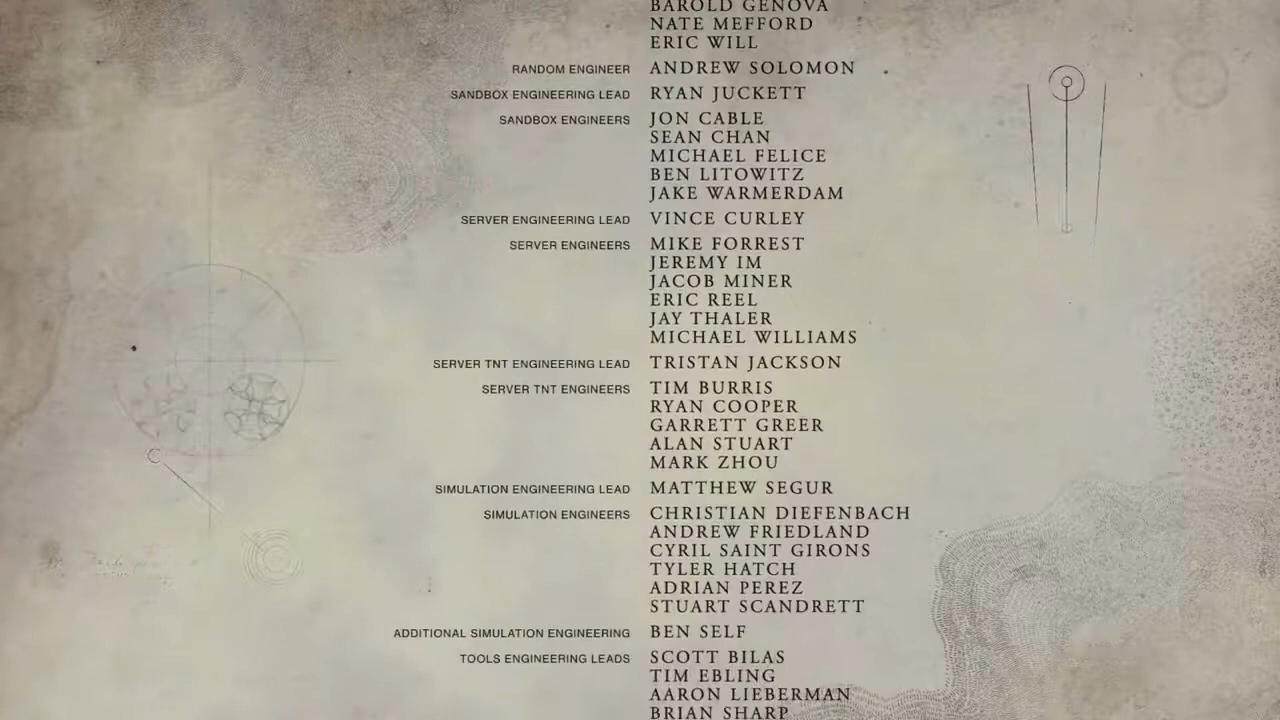 BAROLD GENOVA
NATE MEFFORD
ERIC WILL
RANDOM ENGINEER ANDREW SOLOMON
SANDBOX ENGINEERING LEAD RYAN JUCKETT
SANDBOX ENGINEERS JON CABLE
SEAN CHAN
MICHAEL FELICE
BEN LITOWITZ
JAKE WARMERDAM
SERVER ENGINEERING LEAD VINCE CURLEY
SERVER ENGINEERS MIKE FORREST
JEREMY IM
JACOB MINER
ERIC REEL
JAY THALER
MICHAEL WILLIAMS
SERVER TNT ENGINEERING LEAD TRISTAN JACKSON
SERVER TNT ENGINEERS TIM BURRIS
RYAN COOPER
GARRETT GREER
ALAN STUART
MARK ZHOU
SIMULATION ENGINEERING LEAD MATTHEW SEGUR
SIMULATION ENGINEERS CHRISTIAN DIEFENBACH
ANDREW FRIEDLAND
CYRIL SAINT GIRONS
TYLER HATCH
ADRIAN PEREZ
STUART SCANDRETT
ADDITIONAL SIMULATION ENGINEERING BEN SELF
TOOLS ENGINEERING LEADS SCOTT BILAS
TIM EBLING
AARON LIEBERMAN
BRIAN SHARP